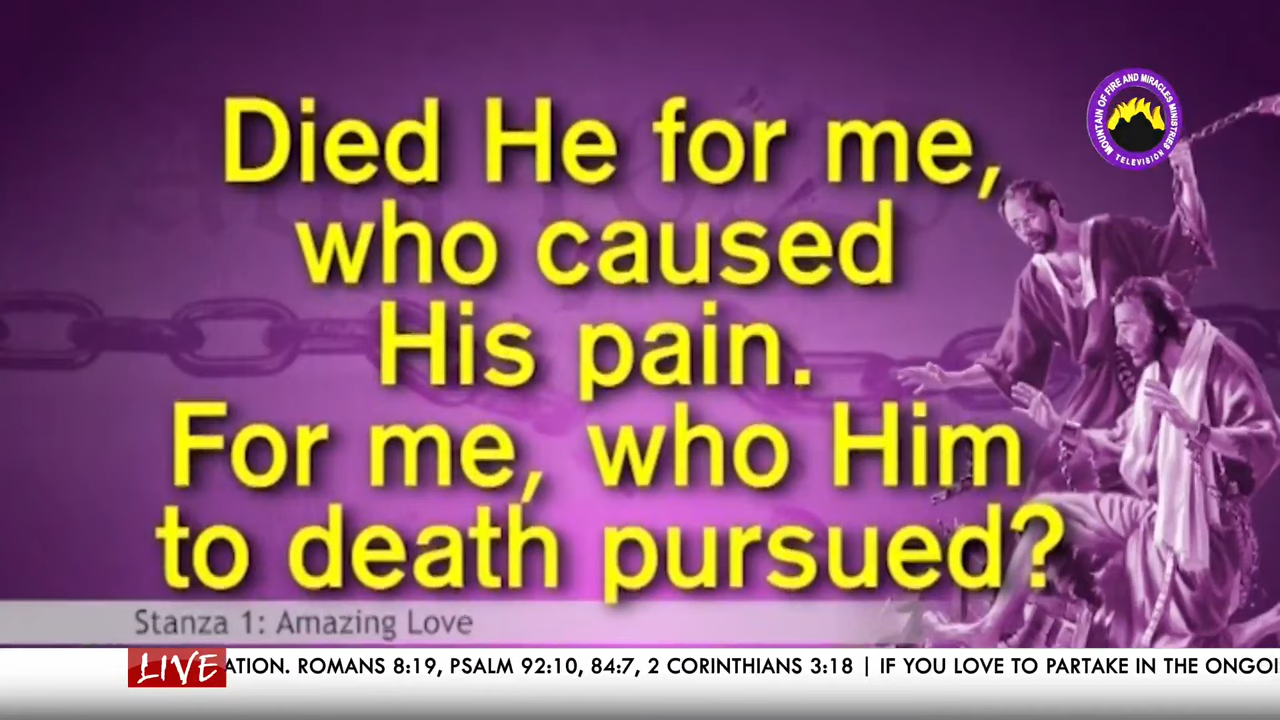 Died He for me,
who caused
His pain.
For me, who Him
to death pursued?
MOUNTAIN OF FIRE AND MIRACLES MINISTRIES
TELEVISION
Stanza 1: Amazing Love
LIVE
ATION. ROMANS 8:19, PSALM 92:10, 84:7, 2 CORINTHIANS 3:18 | IF YOU LOVE TO PARTAKE IN THE ONGOI